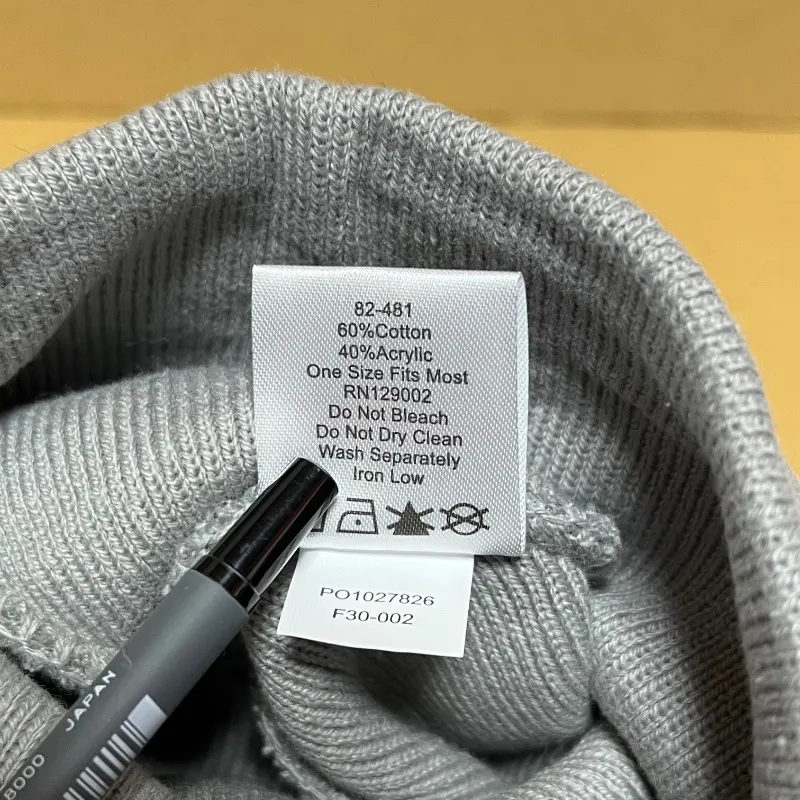 82-481
60%Cotton
40%Acrylic
One Size Fits Most
RN129002
Do Not Bleach
Do Not Dry Clean
Wash Separately
Iron Low
PO1027826
F30-002
JAPAN
8000